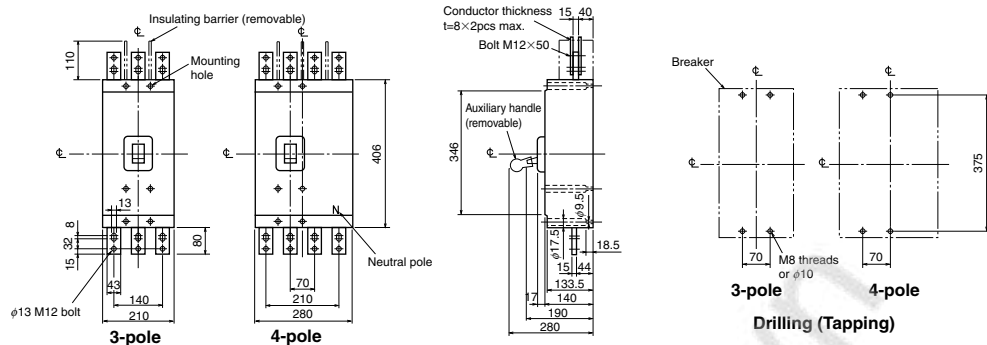 Insulating barrier (removable)
℄
℄
110
Mounting
hole
℄
13
8
32
15
43
140
210
φ13 M12 bolt
3-pole
406
80
N
Neutral pole
70
210
280
4-pole
Conductor thickness
t=8×2pcs max.
15
40
Bolt M12×50
Auxiliary handle
(removable)
346
℄
φ9.5
φ17.5
18.5
15
44
133.5
17
140
190
280
Breaker
℄
℄
℄
℄
375
70
70
M8 threads
or φ10
3-pole
4-pole
Drilling (Tapping)